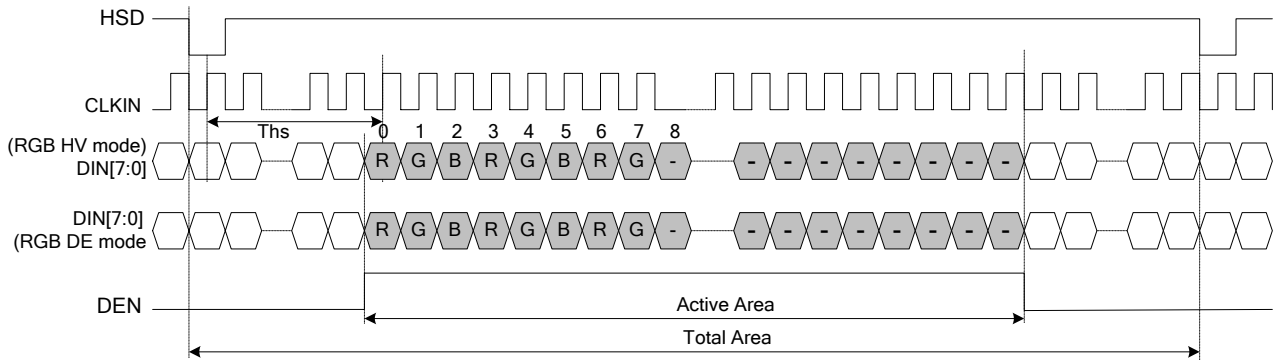 HSD
CLKIN
Ths
0 1 2 3 4 5 6 7 8
(RGB HV mode)
DIN[7:0]
R G B R G B R G - - - - - - - - -
DIN[7:0]
(RGB DE mode
R G B R G B R G - - - - - - - - -
DEN
Active Area
Total Area